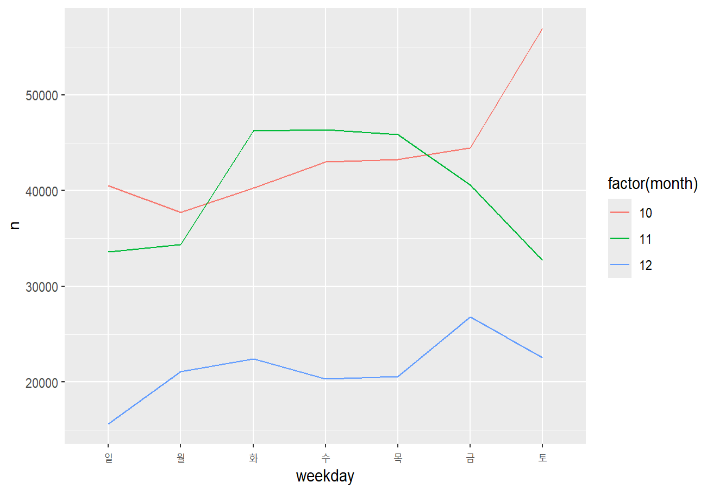 50000
40000
30000
20000
n
일 월 화 수 목 금 토
weekday
factor(month)
10
11
12